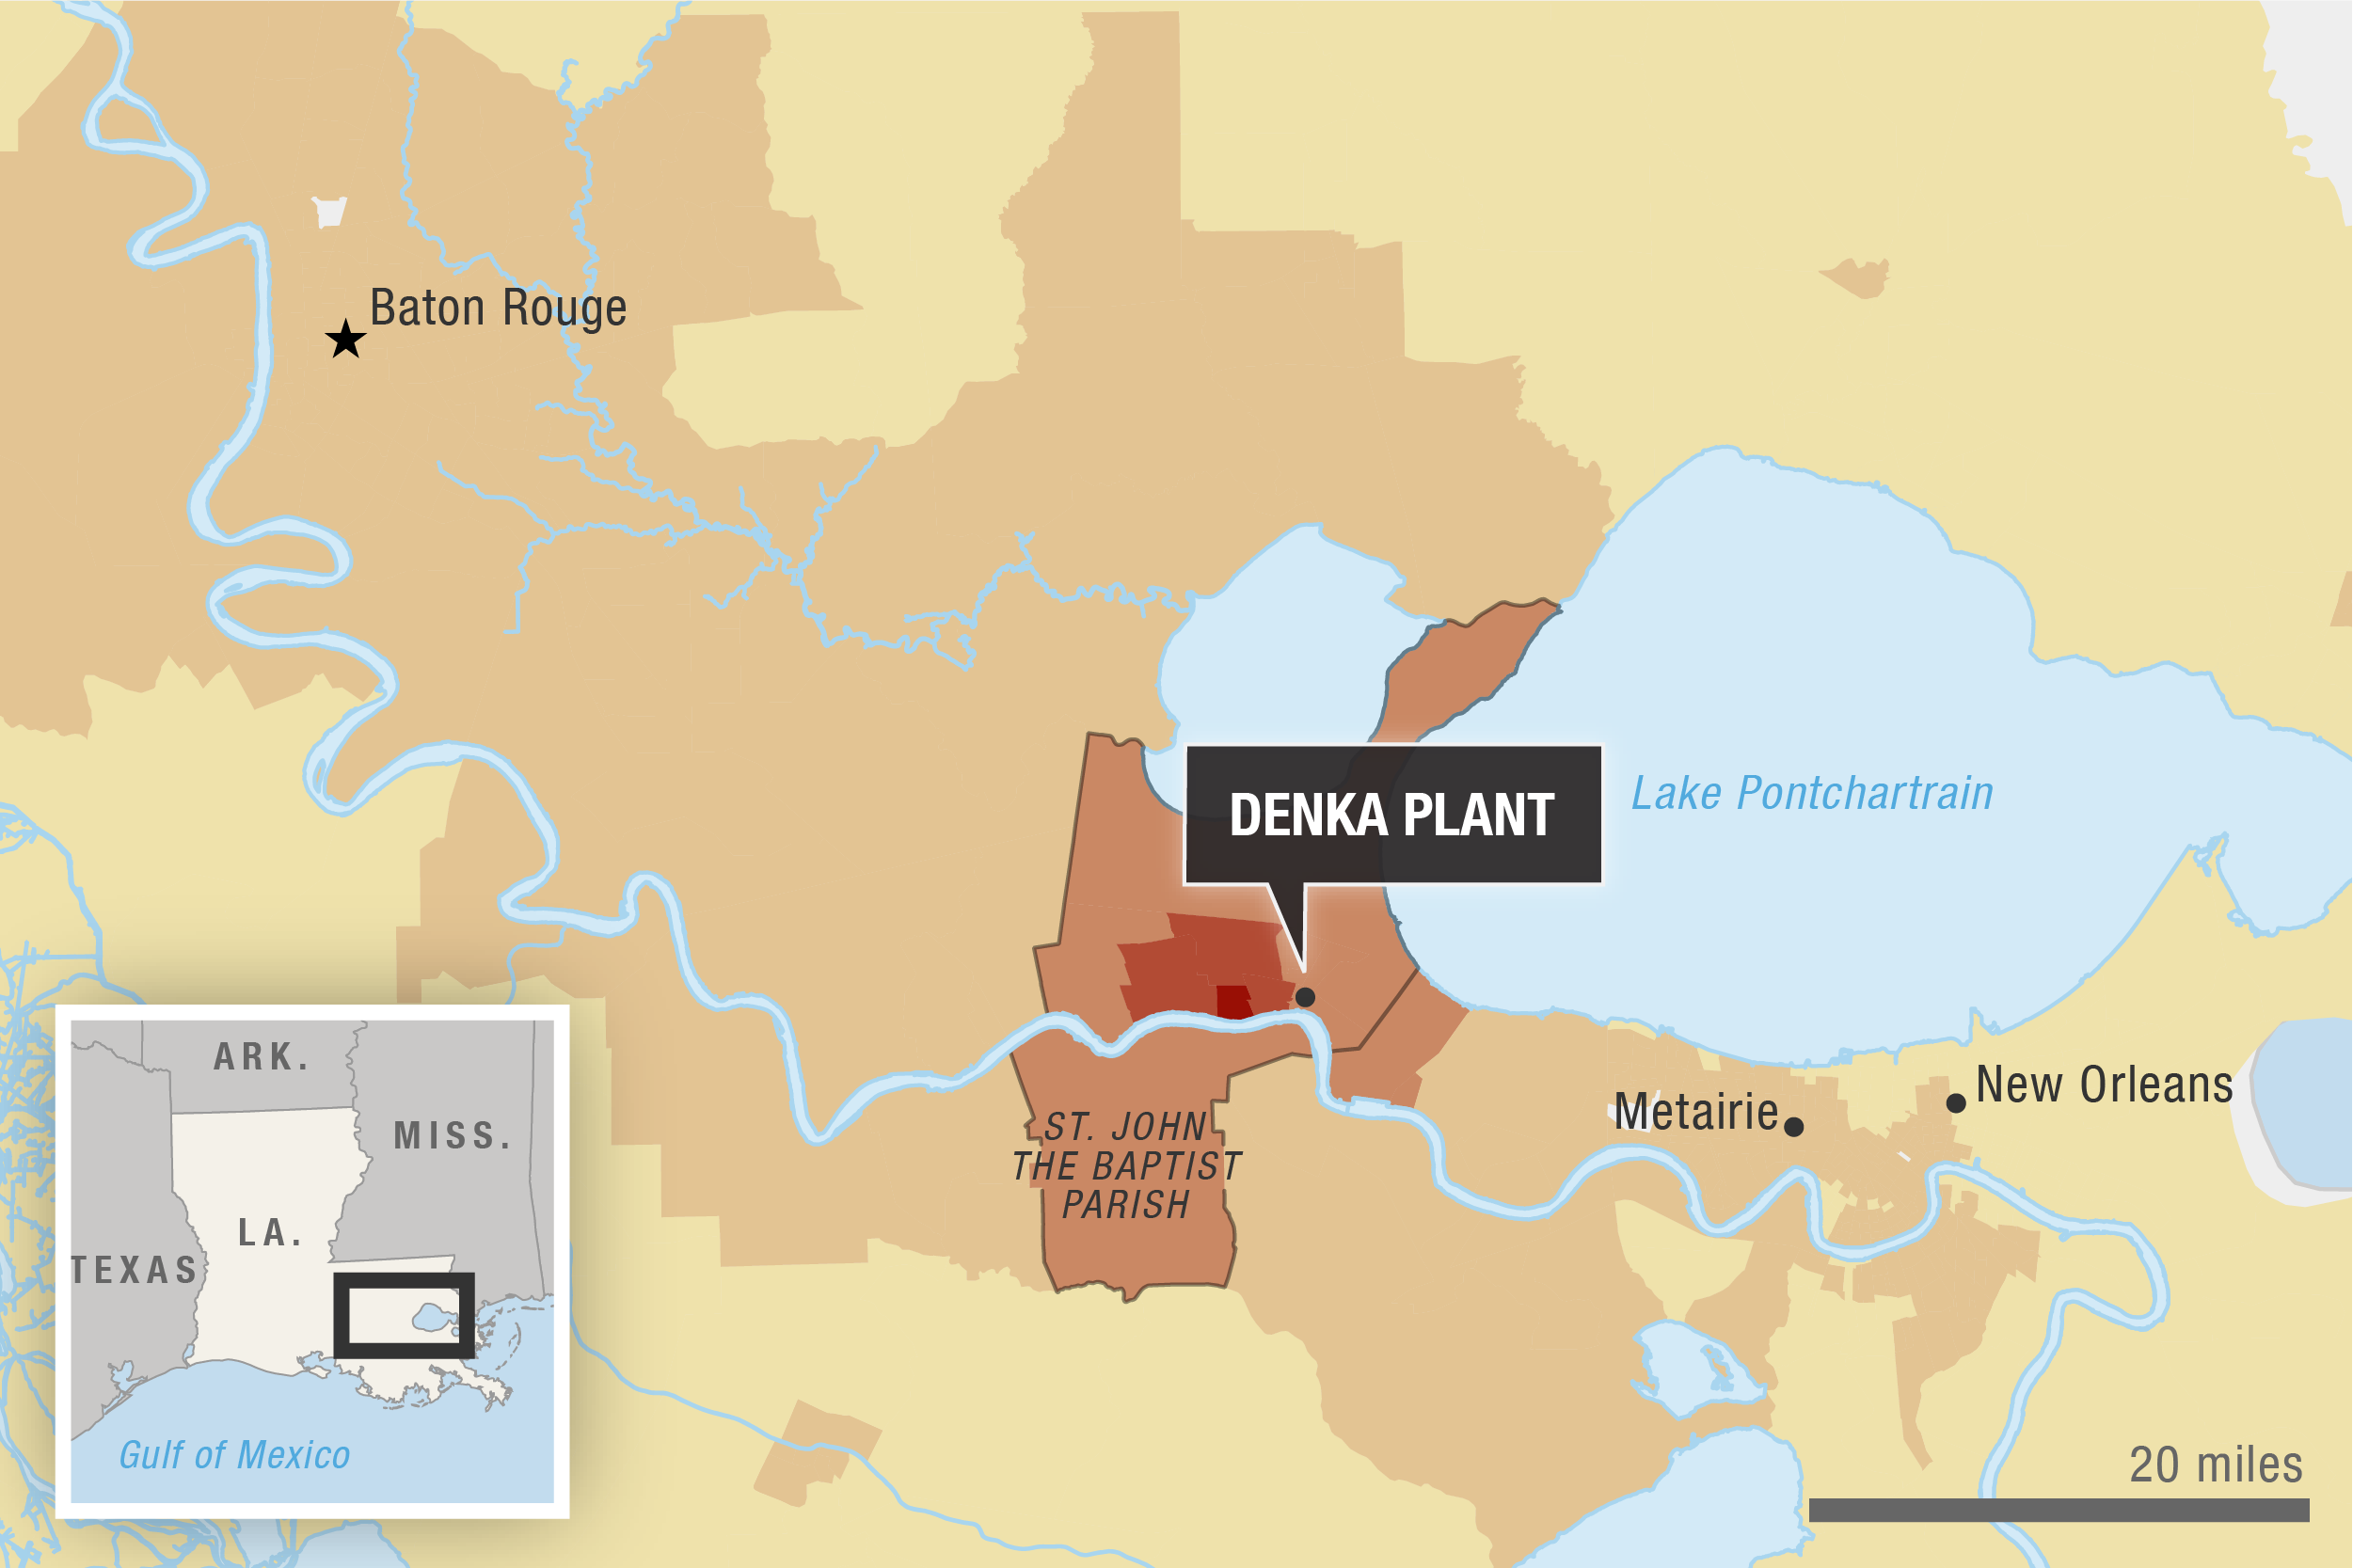 Baton Rouge
DENKA PLANT
Lake Pontchartrain
New Orleans
Metairie
ST. JOHN
THE BAPTIST
PARISH
ARK.
MISS.
LA.
TEXAS
Gulf of Mexico
20 miles